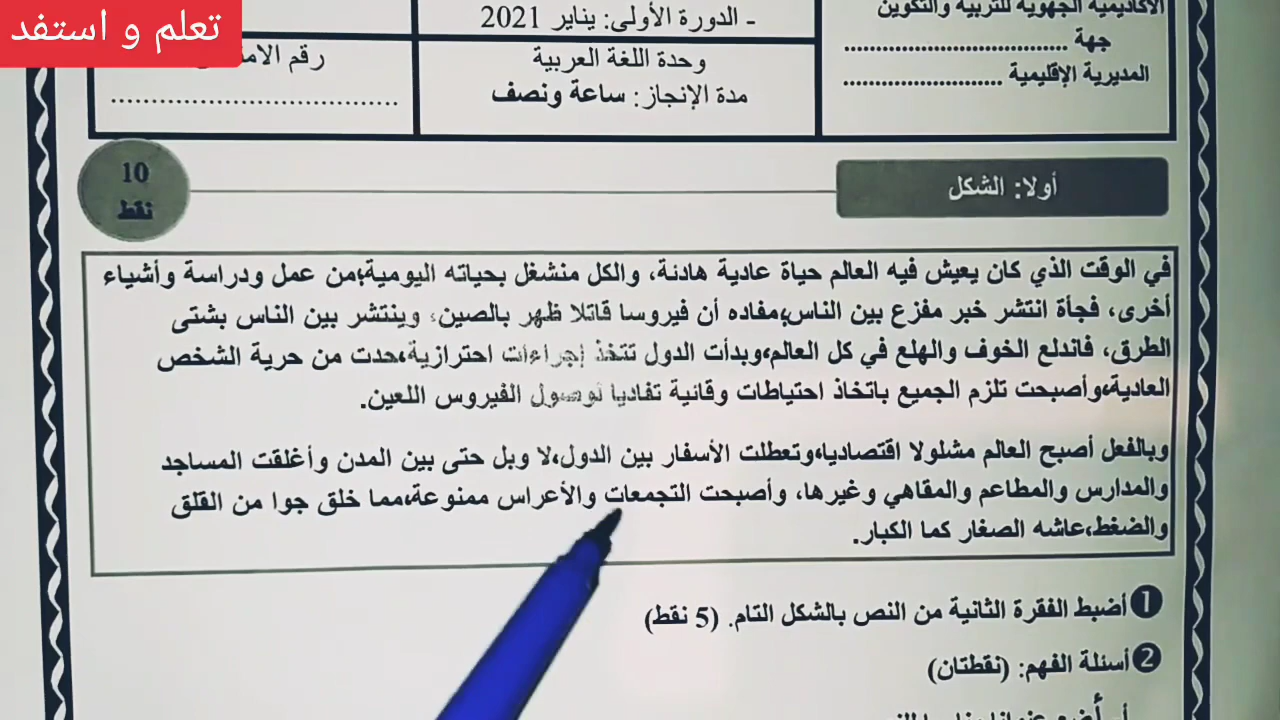 تعلم و استفد
الأكاديمية الجهوية للتربية والتكوين
جهة ..................................
المديرية الإقليمية ........................
- الدورة الأولى: يناير 2021
وحدة اللغة العربية
مدة الإنجاز: ساعة ونصف
رقم
..................................
أولا: الشكل
10
نقط
في الوقت الذي كان يعيش فيه العالم حياة عادية هادئة، والكل منشغل بحياته اليومية؛من عمل ودراسة وأشياء
أخرى، فجأة انتشر خبر مفزع بين الناس؛مفاده أن فيروسا قاتلا ظهر بالصين، وينتشر بين الناس بشتى
الطرق، فاندلع الخوف والهلع في كل العالم،وبدأت الدول تتخذ إجراءات احترازية،حدت من حرية الشخص
العادية،وأصبحت تلزم الجميع باتخاذ احتياطات وقائية تفاديا لوصول الفيروس اللعين.
وبالفعل أصبح العالم مشلولا اقتصاديا،وتعطلت الأسفار بين الدول،لا وبل حتى بين المدن وأغلقت المساجد
والمدارس والمطاعم والمقاهي وغيرها، وأصبحت التجمعات والأعراس ممنوعة،مما خلق جوا من القلق
والضغط،عاشه الصغار كما الكبار.
1 أضبط الفقرة الثانية من النص بالشكل التام. (5 نقط)
2 أسئلة الفهم: (نقطتان)